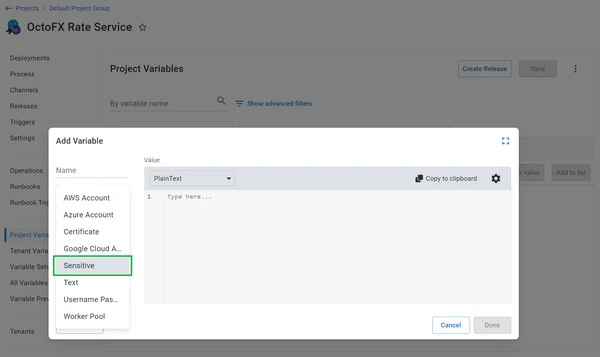 Projects / Default Project Group
OctoFX Rate Service
Deployments
Process
Channels
Releases
Triggers
Settings
Operations
Runbooks
Runbook Trig
Project Varia
Tenant Varia
Variable Sets
All Variables
Variable Prev
Tenants
Project Variables
Create Release
Save
By variable name
Show advanced filters
value
Add to list
Add Variable
Name
AWS Account
Azure Account
Certificate
Google Cloud A...
Sensitive
Text
Username Pas...
Worker Pool
Value
PlainText
Copy to clipboard
1 Type here...
Cancel
Done